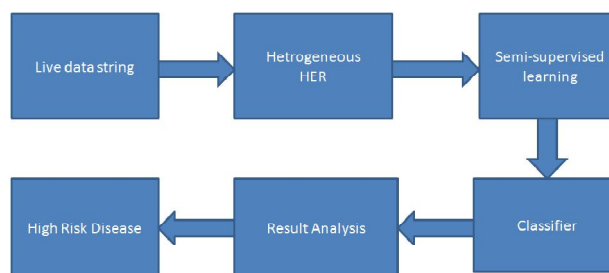 Live data string
Hetrogeneous
HER
Semi-supervised
learning
Classifier
Result Analysis
High Risk Disease